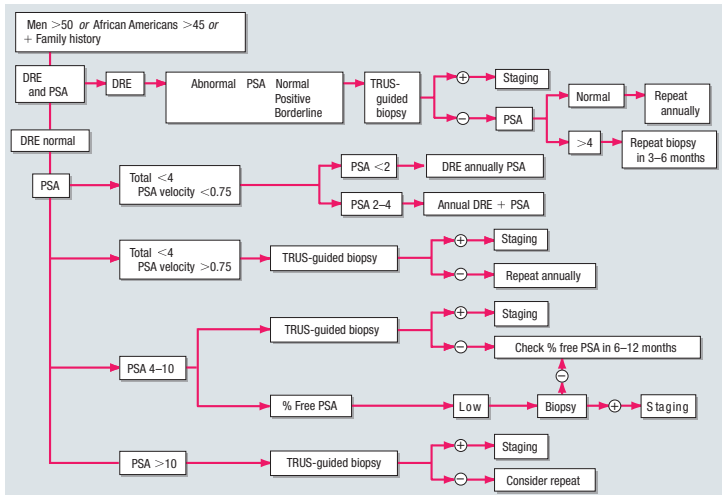 Men >50 or African Americans >45 or
+ Family history
DRE
and PSA
DRE
Abnormal PSA Normal
Positive
Borderline
TRUS-
guided
biopsy
+
Staging
−
PSA
Normal
Repeat
annually
>4
Repeat biopsy
in 3–6 months
DRE normal
PSA
Total <4
PSA velocity <0.75
PSA <2
DRE annually PSA
PSA 2–4
Annual DRE + PSA
Total <4
PSA velocity >0.75
TRUS-guided biopsy
+
Staging
−
Repeat annually
PSA 4–10
TRUS-guided biopsy
+
Staging
−
Check % free PSA in 6–12 months
−
% Free PSA
Low
Biopsy
+
Staging
PSA >10
TRUS-guided biopsy
+
Staging
−
Consider repeat